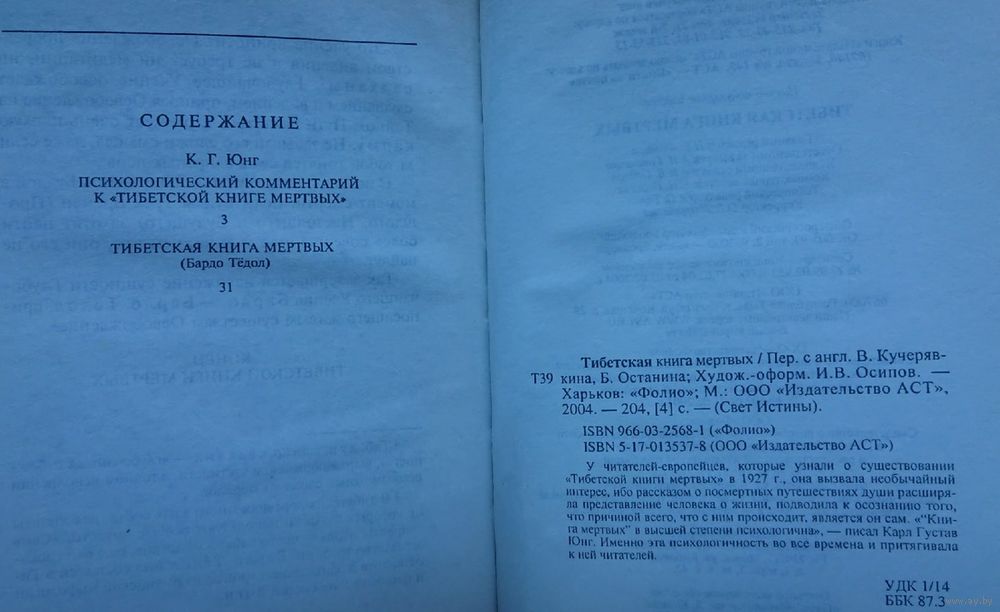 СОДЕРЖАНИЕ
К. Г. Юнг
ПСИХОЛОГИЧЕСКИЙ КОММЕНТАРИЙ
К «ТИБЕТСКОЙ КНИГЕ МЕРТВЫХ»
3
ТИБЕТСКАЯ КНИГА МЕРТВЫХ
(Бардо Тёдол)
31
Тибетская книга мертвых / Пер. с англ. В. Кучеряв-
Т39 кина, Б. Останина; Худож.-оформ. И.В. Осипов. —
Харьков: «Фолио»; М.: ООО «Издательство АСТ»,
2004. — 204, [4] с. — (Свет Истины).
ISBN 966-03-2568-1 («Фолио»)
ISBN 5-17-013537-8 (ООО «Издательство АСТ»)
У читателей-европейцев, которые узнали о существовании
«Тибетской книги мертвых» в 1927 г., она вызвала необычайный
интерес, ибо рассказом о посмертных путешествиях души расширя-
ла представление человека о жизни, подводила к осознанию того,
что причиной всего, что с ним происходит, является он сам. «"Кни-
га мертвых" в высшей степени психологична», — писал Карл Густав
Юнг. Именно эта психологичность во все времена и притягивала
к ней читателей.
УДК 1/14
ББК 87.3
www.ay.by